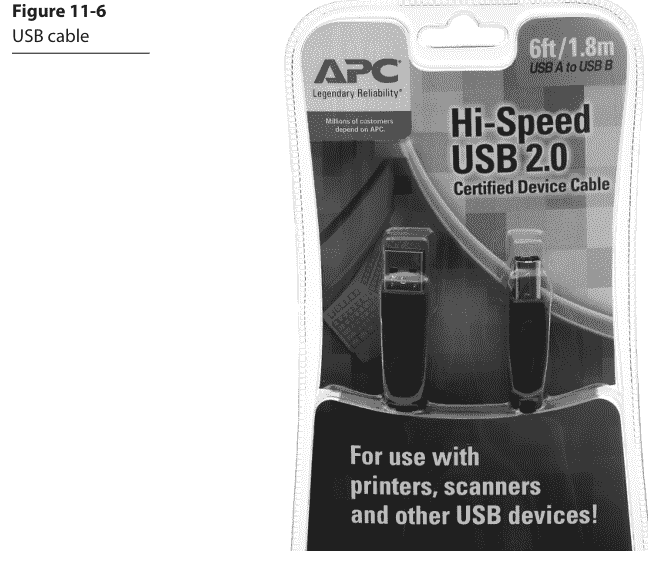 Figure 11-6
USB cable
APC
Legendary Reliability®
Millions of customers
depend on APC.
6ft/1.8m
USB A to USB B
Hi-Speed
USB 2.0
Certified Device Cable
For use with
printers, scanners
and other USB devices!